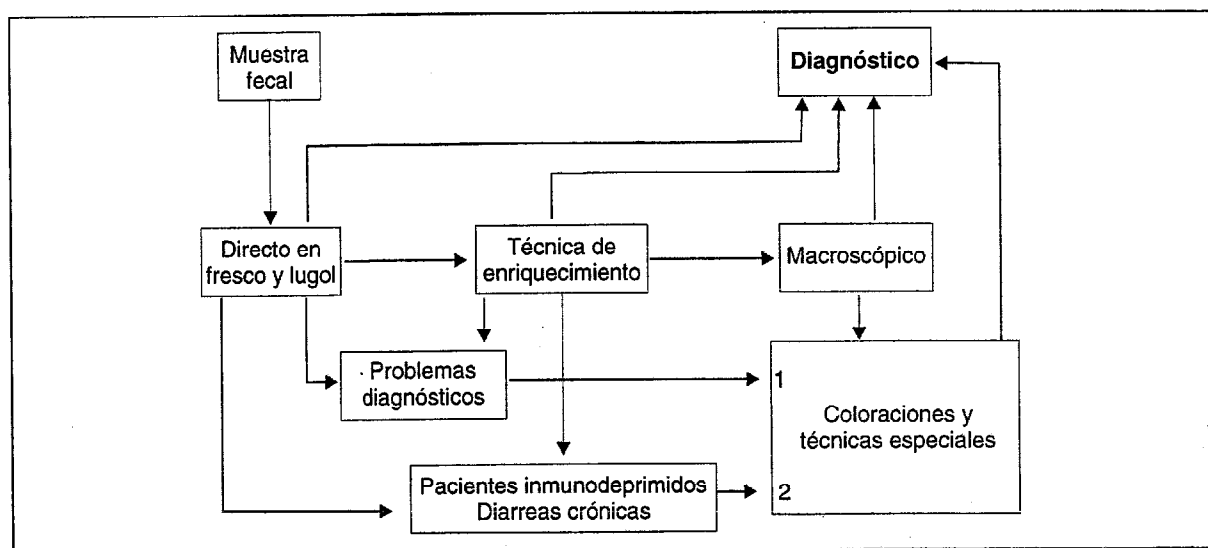 Muestra
fecal
Diagnóstico
Directo en
fresco y lugol
Técnica de
enriquecimiento
Macroscópico
Problemas
diagnósticos
1
Coloraciones y
técnicas especiales
Pacientes inmunodeprimidos
Diarreas crónicas
2